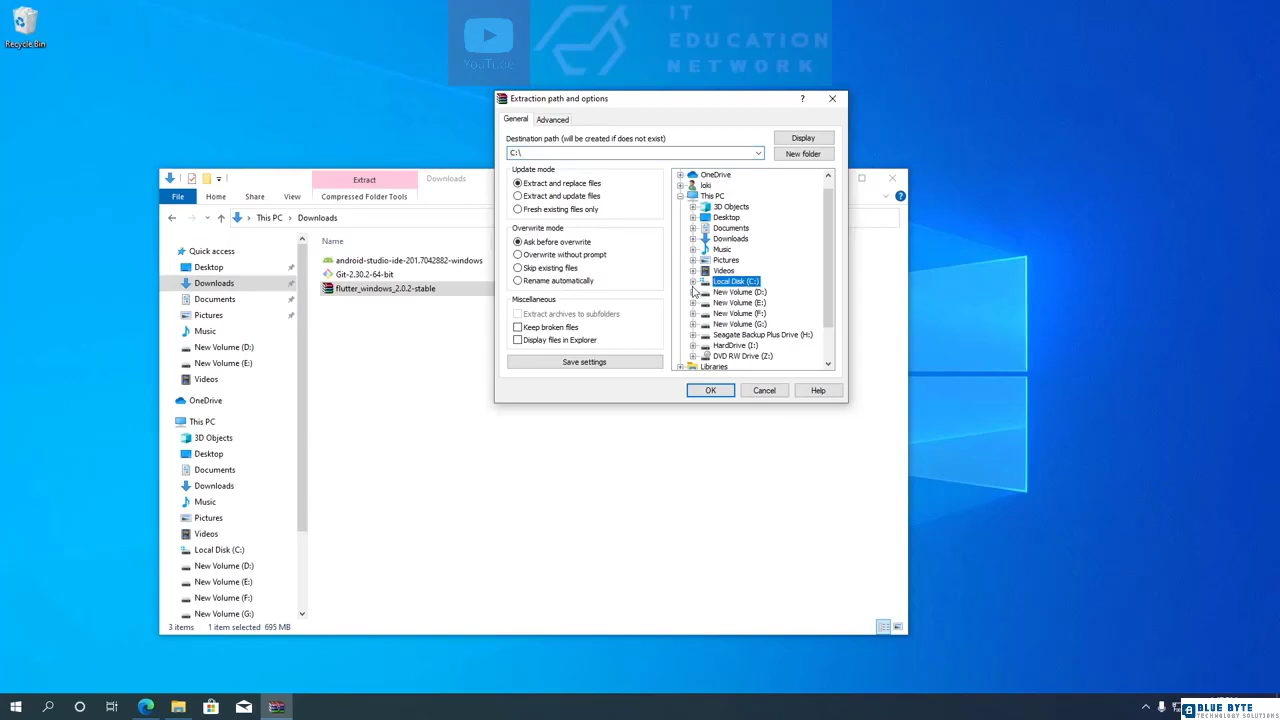 Recycle Bin
YouTube
IT
EDUCATION
NETWORK
Extraction path and options
?
General
Advanced
Destination path (will be created if does not exist)
Display
C:\
New folder
Update mode
Extract and replace files
Extract and update files
Fresh existing files only
Overwrite mode
Ask before overwrite
Overwrite without prompt
Skip existing files
Rename automatically
Miscellaneous
Extract archives to subfolders
Keep broken files
Display files in Explorer
Save settings
OneDrive
loki
This PC
3D Objects
Desktop
Documents
Downloads
Music
Pictures
Videos
Local Disk (C:)
New Volume (D:)
New Volume (E:)
New Volume (F:)
New Volume (G:)
Seagate Backup Plus Drive (H:)
HardDrive (I:)
DVD RW Drive (Z:)
Libraries
OK
Cancel
Help
Extract
Downloads
File
Home
Share
View
Compressed Folder Tools
?
This PC > Downloads
Name
android-studio-ide-201.7042882-windows
Git-2.30.2-64-bit
flutter_windows_2.0.2-stable
Quick access
Desktop
Downloads
Documents
Pictures
Music
New Volume (D:)
New Volume (E:)
Videos
OneDrive
This PC
3D Objects
Desktop
Documents
Downloads
Music
Pictures
Videos
Local Disk (C:)
New Volume (D:)
New Volume (E:)
New Volume (F:)
New Volume (G:)
3 items
1 item selected 695 MB
BLUE BYTE
TECHNOLOGY SOLUTIONS